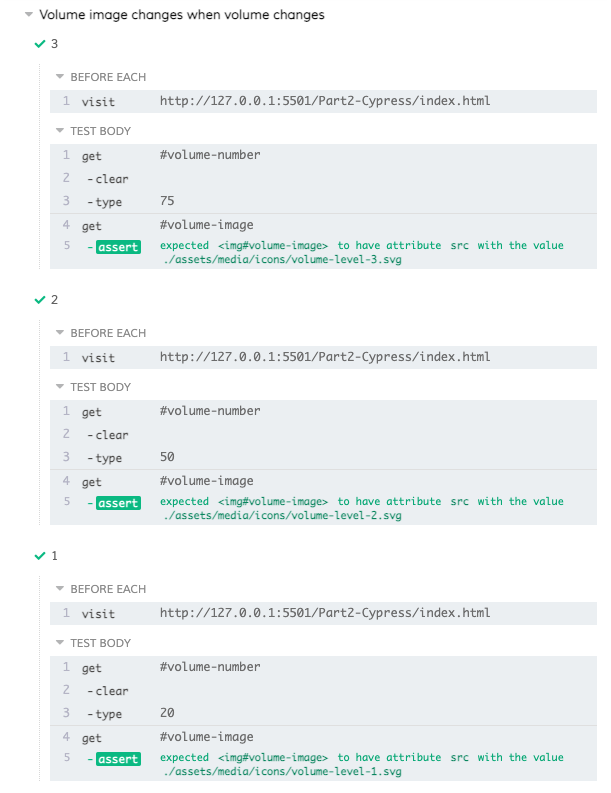 Volume image changes when volume changes
3
BEFORE EACH
1 visit http://127.0.0.1:5501/Part2-Cypress/index.html
TEST BODY
1 get #volume-number
2 -clear
3 -type 75
4 get #volume-image
5 -assert expected <img#volume-image> to have attribute src with the value
./assets/media/icons/volume-level-3.svg
2
BEFORE EACH
1 visit http://127.0.0.1:5501/Part2-Cypress/index.html
TEST BODY
1 get #volume-number
2 -clear
3 -type 50
4 get #volume-image
5 -assert expected <img#volume-image> to have attribute src with the value
./assets/media/icons/volume-level-2.svg
1
BEFORE EACH
1 visit http://127.0.0.1:5501/Part2-Cypress/index.html
TEST BODY
1 get #volume-number
2 -clear
3 -type 20
4 get #volume-image
5 -assert expected <img#volume-image> to have attribute src with the value
./assets/media/icons/volume-level-1.svg